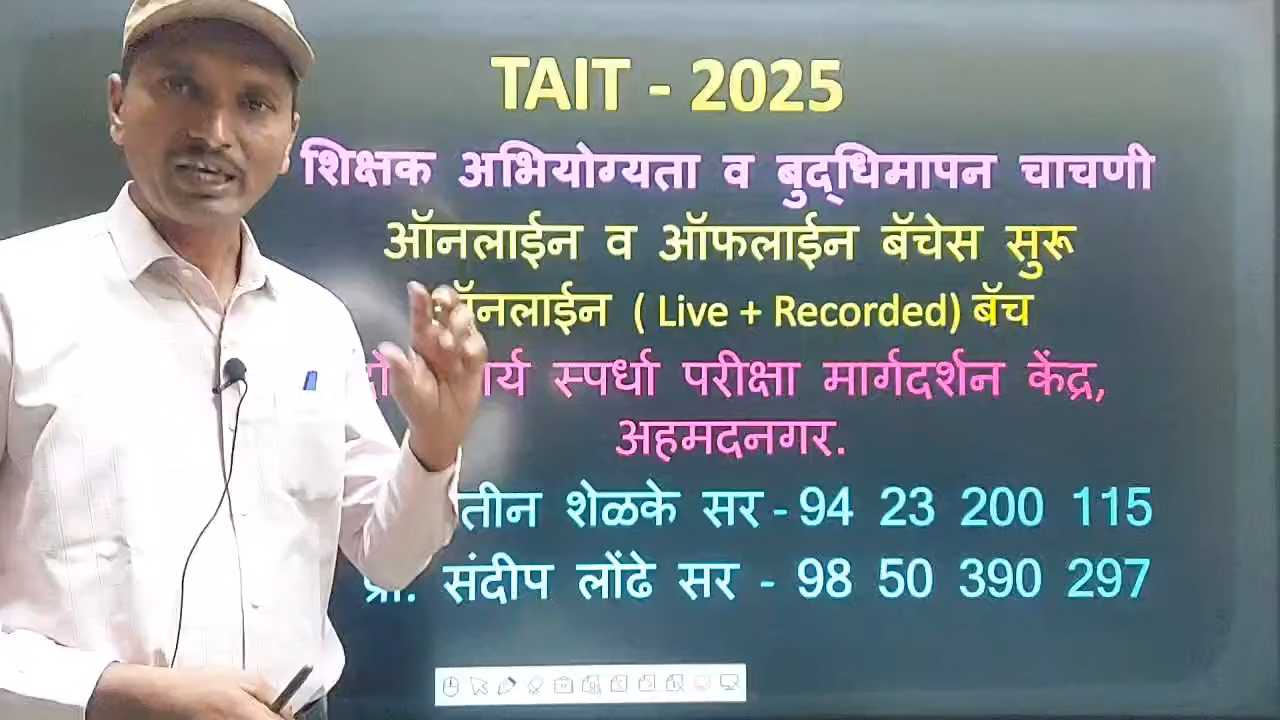 TAIT - 2025
शिक्षक अभियोग्यता व बुद्धिमापन चाचणी
ऑनलाईन व ऑफलाईन बॅचेस सुरू
ऑनलाईन ( Live + Recorded) बॅच
स्पर्धा परीक्षा मार्गदर्शन केंद्र,
अहमदनगर.
शेळके सर - 94 23 200 115
प्रा. संदीप लोंढे सर - 98 50 390 297